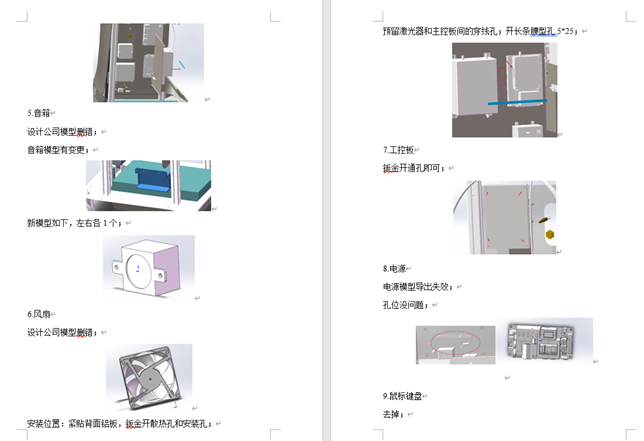 5.音箱
设计公司模型删错；
音箱模型有变更；
新模型如下，左右各1个；
2
6.风扇
设计公司模型删错；
安装位置：紧贴背面铝板，钣金开散热孔和安装孔；
预留激光器和主控板间的穿线孔；开长条腰型孔5*25；
7.工控板
钣金开通孔即可；
8.电源
电源模型导出失效；
孔位没问题；
9.鼠标键盘
去掉；